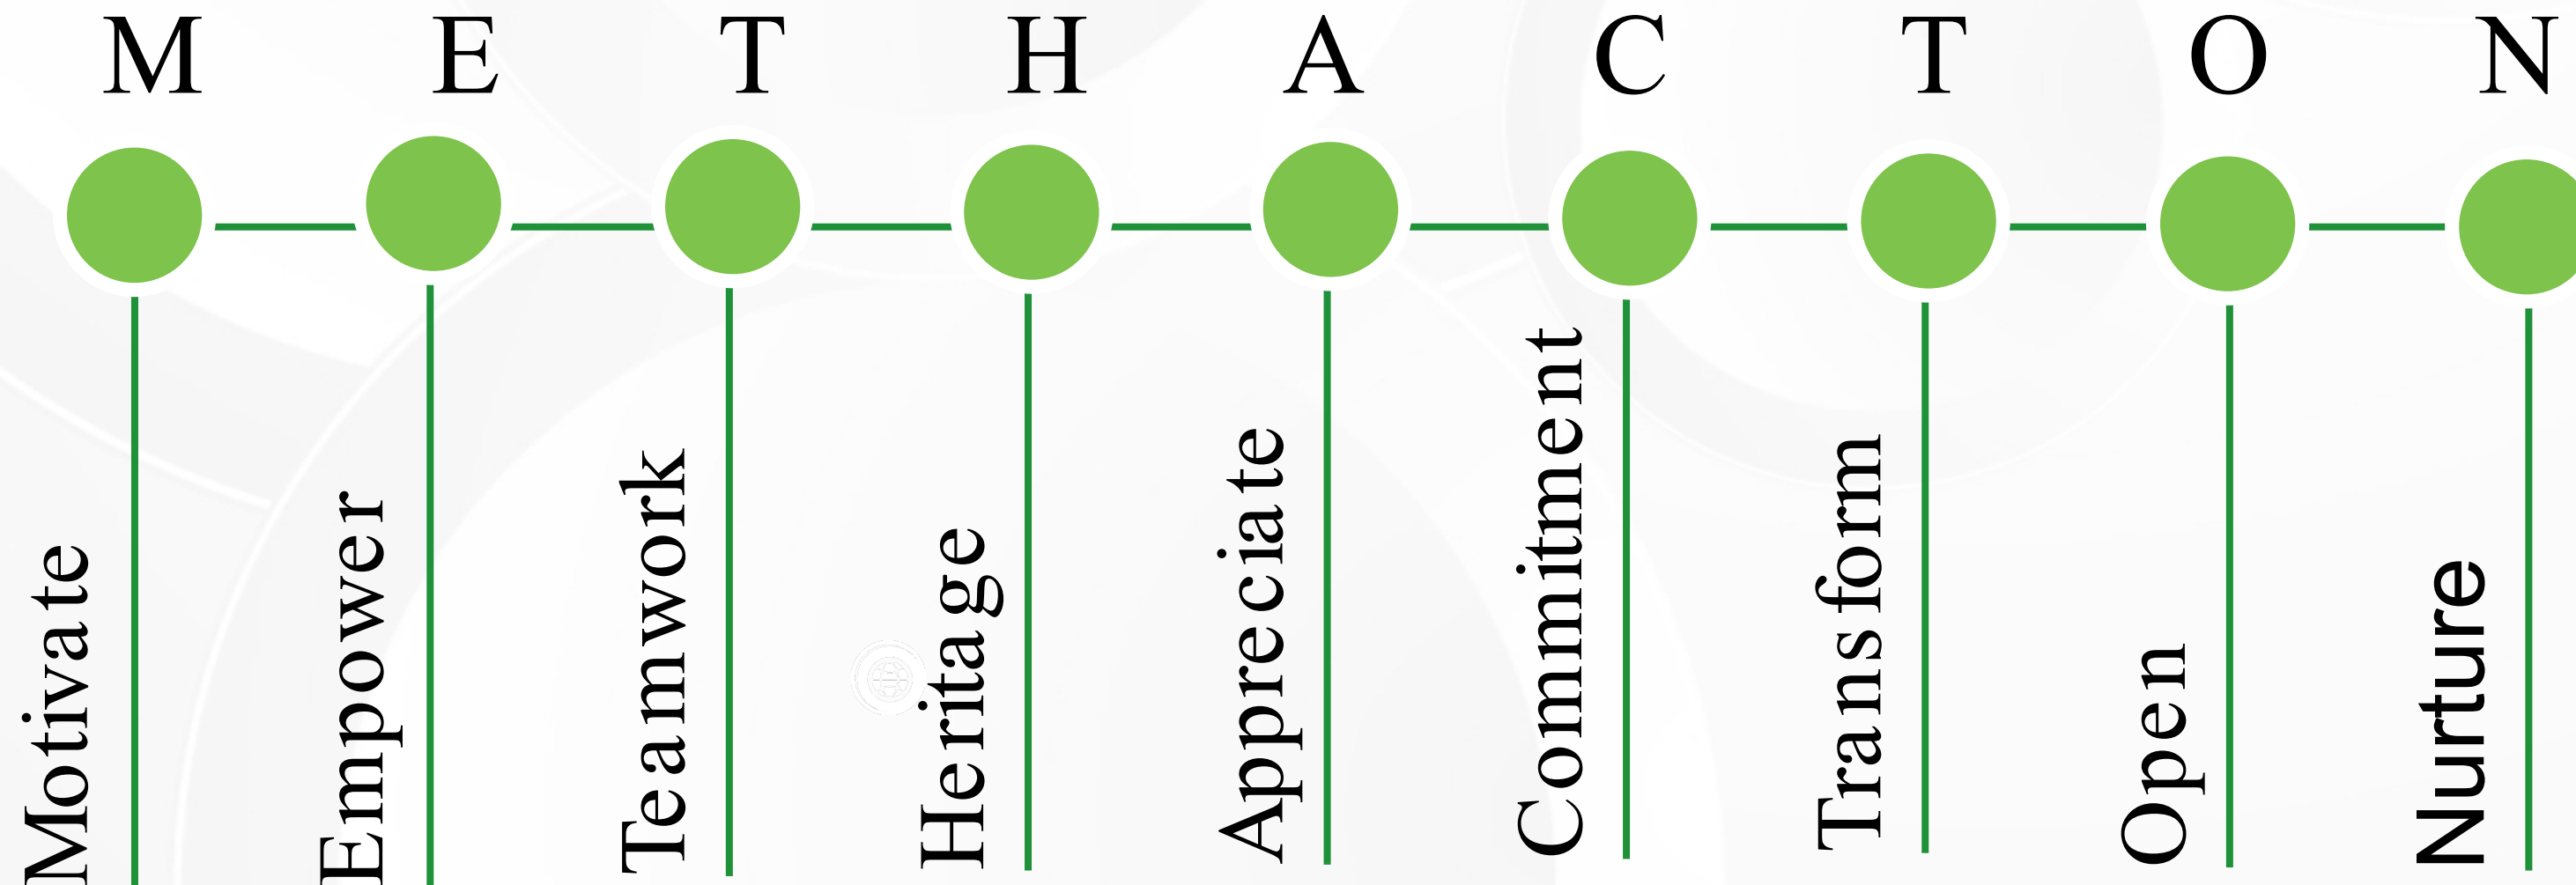 M E T H A C T O N
Motivate
Empower
Teamwork
Heritage
Appreciate
Commitment
Transform
Open
Nurture